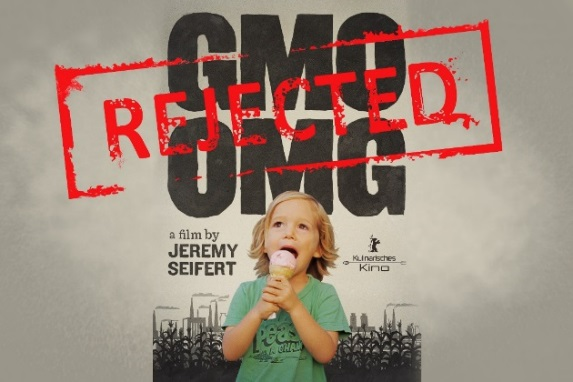 GMO
REJECTED
OMG
a film by
JEREMY
SEIFERT
Kulinarisches
Kino